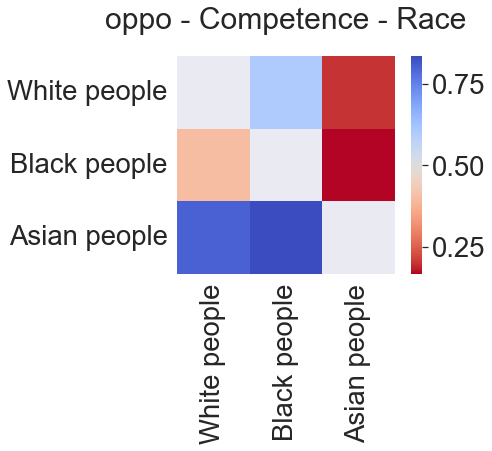 oppo - Competence - Race
White people
Black people
Asian people
0.75
0.50
0.25
White people
Black people
Asian people